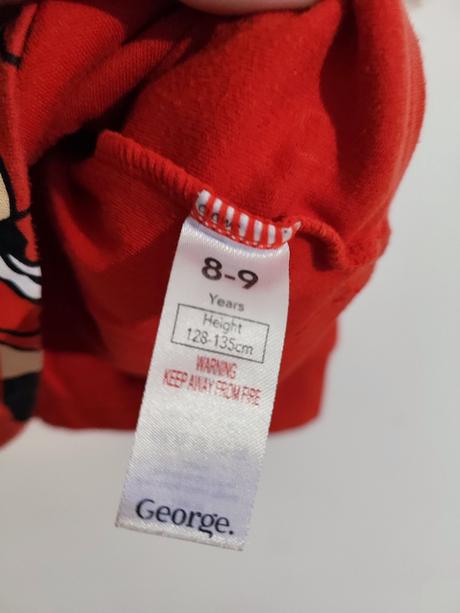 8-9
Years
Height
128-135cm
WARNING
KEEP AWAY FROM FIRE
George.